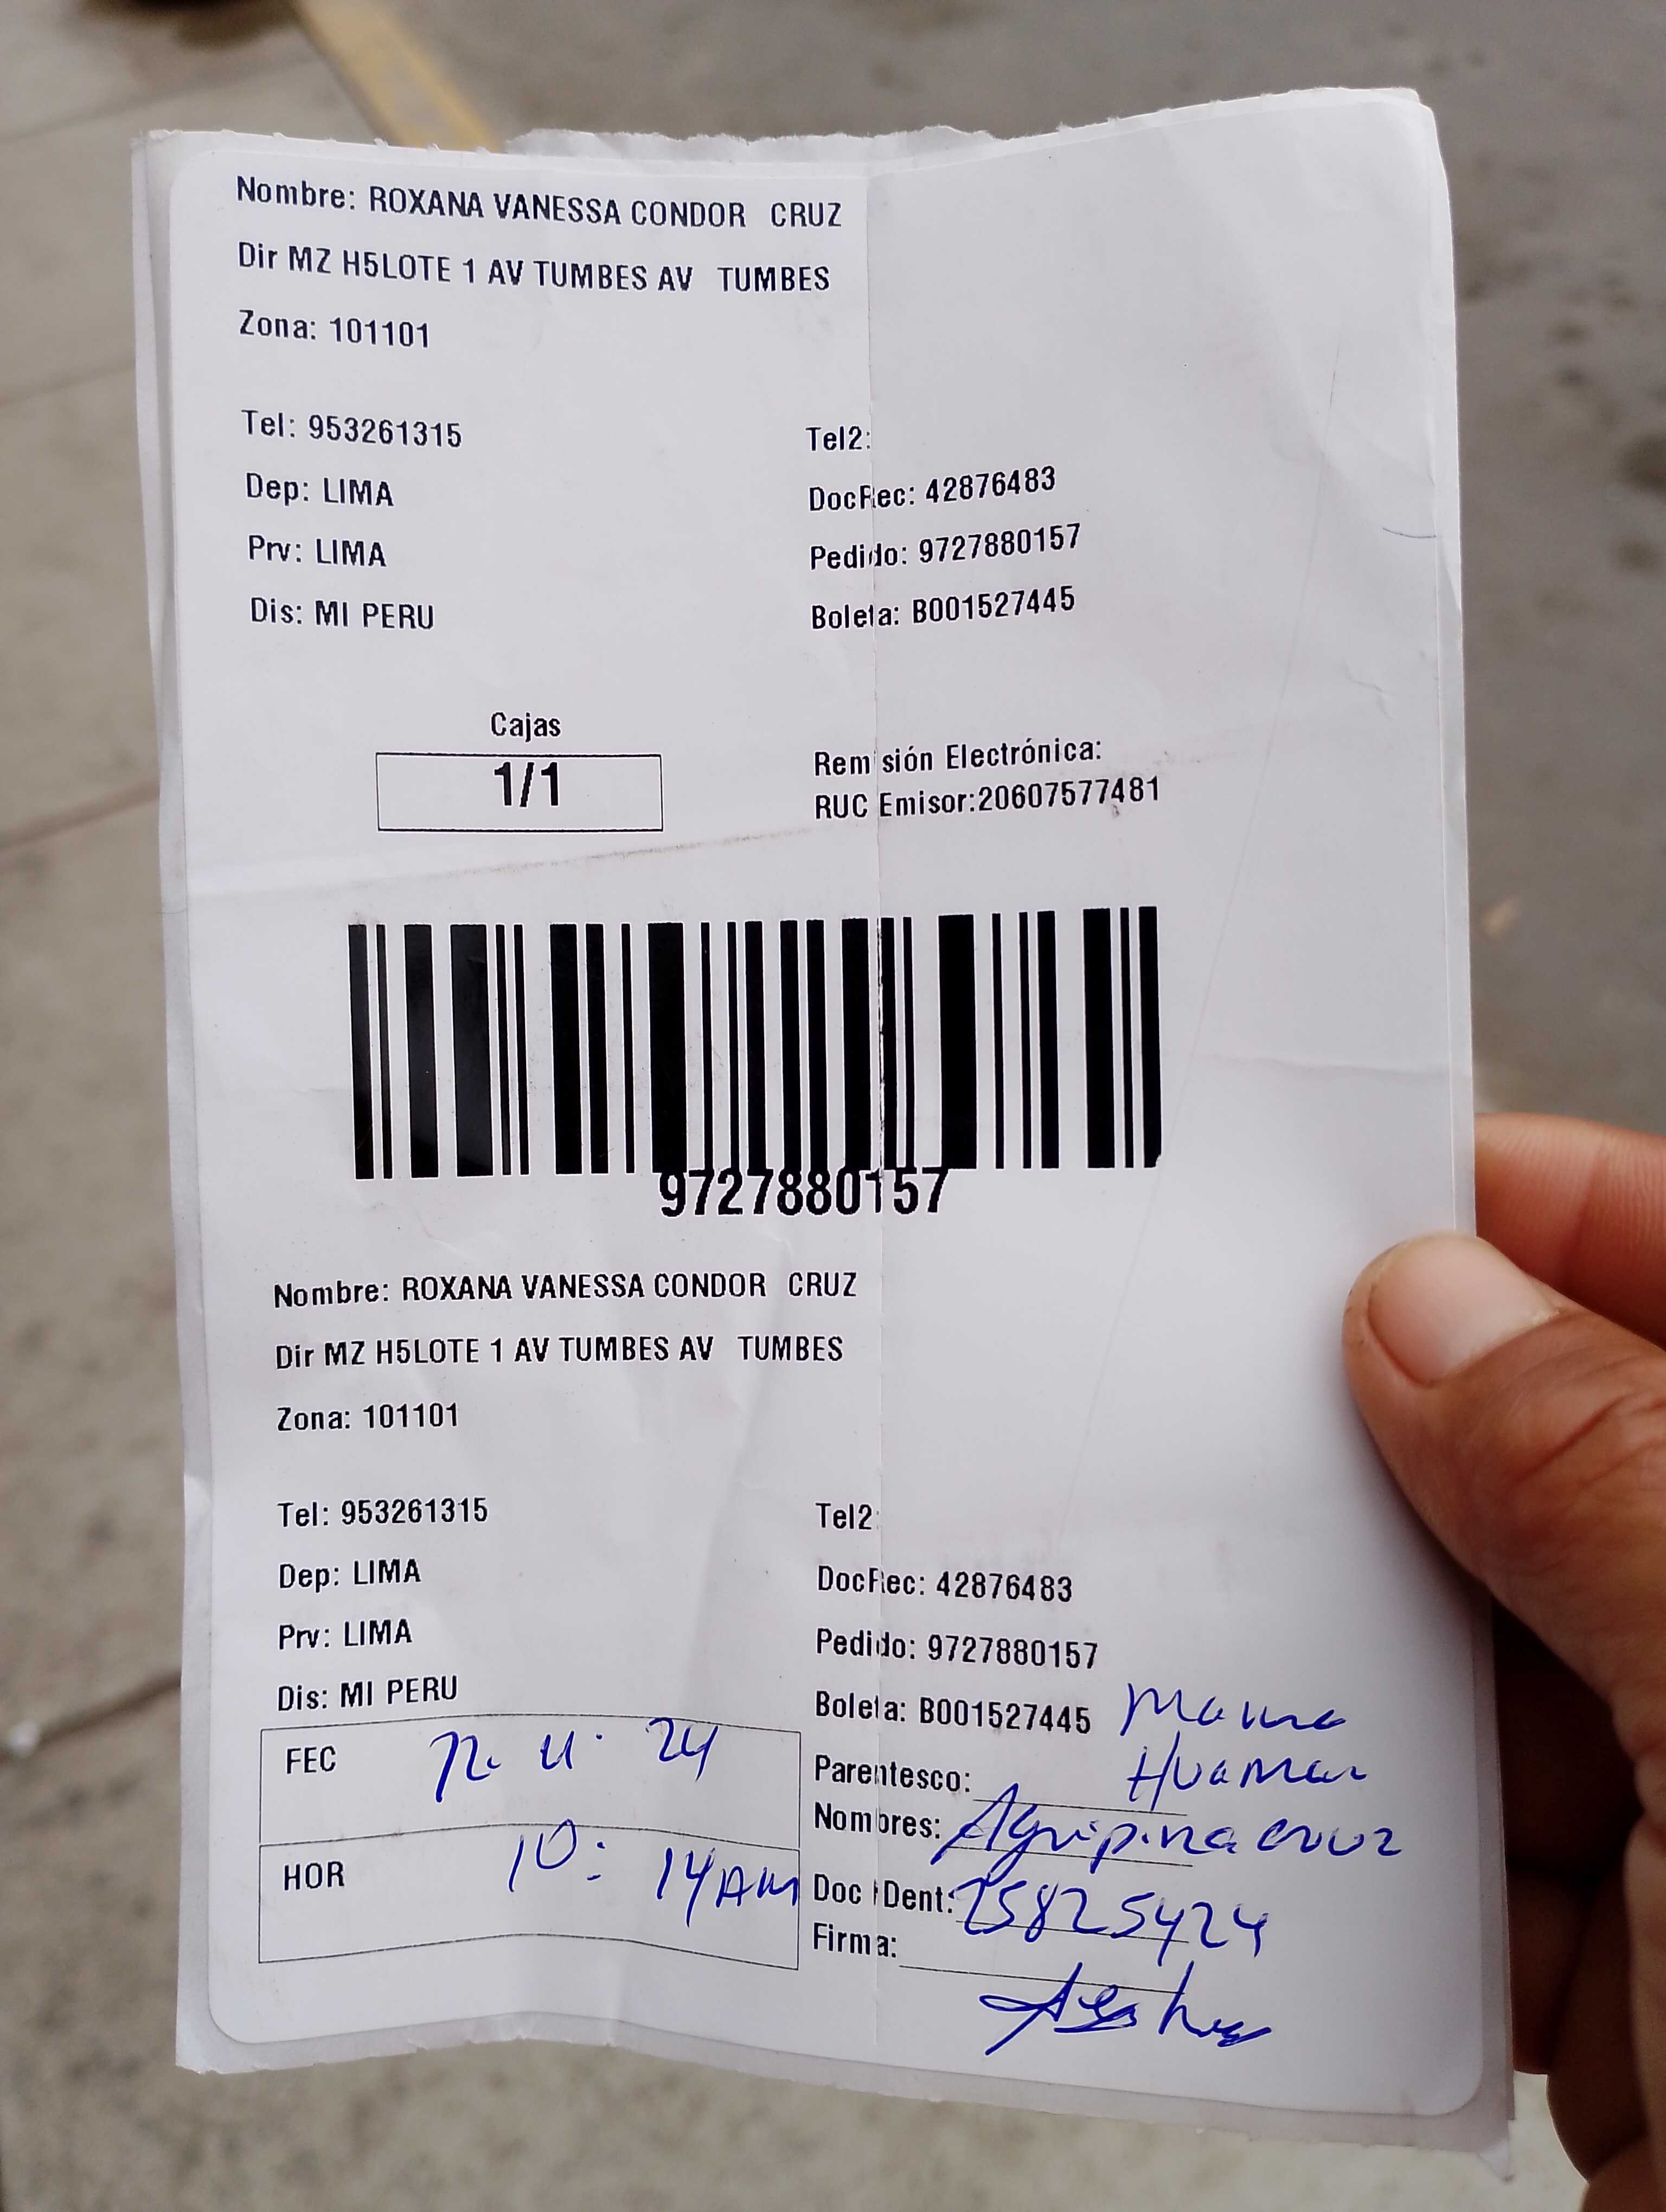 Nombre: ROXANA VANESSA CONDOR CRUZ
Dir MZ H5LOTE 1 AV TUMBES AV TUMBES
Zona: 101101
Tel: 953261315 Tel2:
Dep: LIMA DocRec: 42876483
Prv: LIMA Pedido: 9727880157
Dis: MI PERU Boleta: B001527445
Cajas
1/1
Remisión Electrónica:
RUC Emisor:20607577481
9727880157
Nombre: ROXANA VANESSA CONDOR CRUZ
Dir MZ H5LOTE 1 AV TUMBES AV TUMBES
Zona: 101101
Tel: 953261315 Tel2:
Dep: LIMA DocRec: 42876483
Prv: LIMA Pedido: 9727880157
Dis: MI PERU Boleta: B001527445
FEC 24
HOR 10:14AM
Mama
Parentesco: Huaman
Nombres: Agripina cruz
Doc IDent: 25825424
Firma: